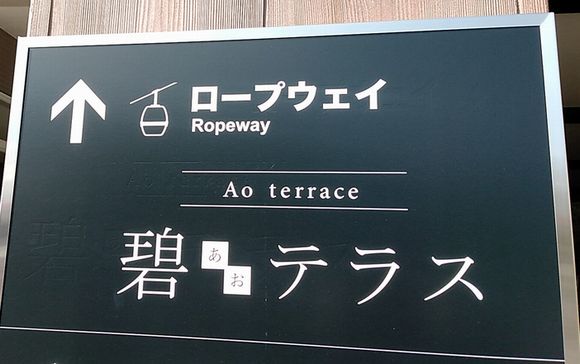 ロープウェイ
Ropeway
Ao terrace
碧あおテラス